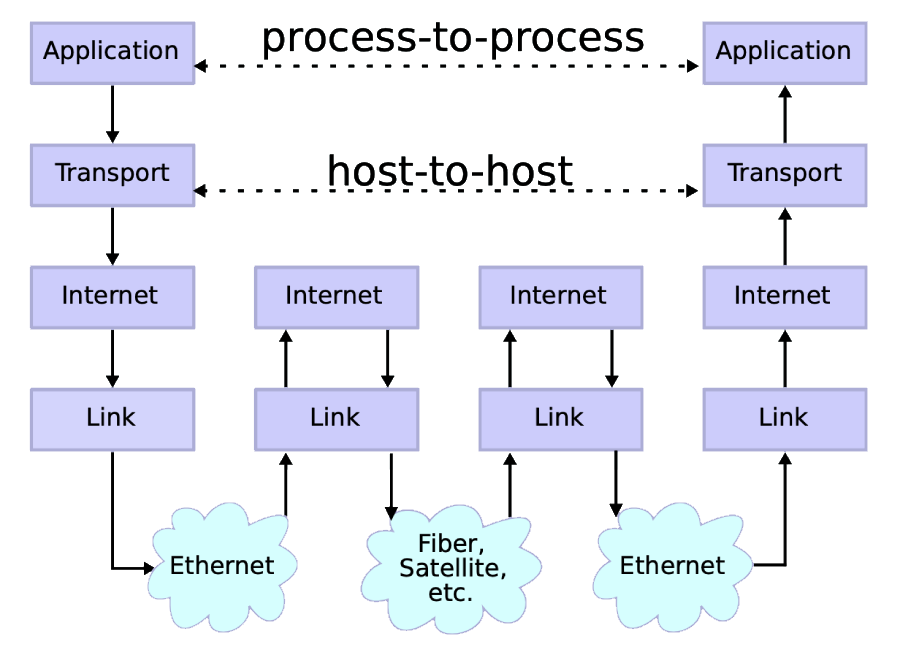 process-to-process
Application
Application
host-to-host
Transport
Transport
Internet
Internet
Internet
Internet
Link
Link
Link
Link
Ethernet
Fiber,
Satellite,
etc.
Ethernet